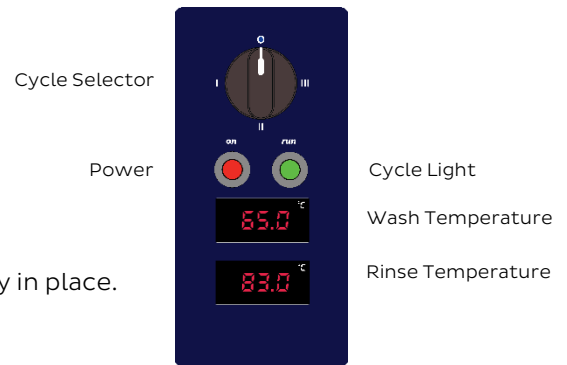 O
Cycle Selector
I
III
II
on
run
Power
Cycle Light
°C
65.0
Wash Temperature
°C
83.0
Rinse Temperature
y in place.